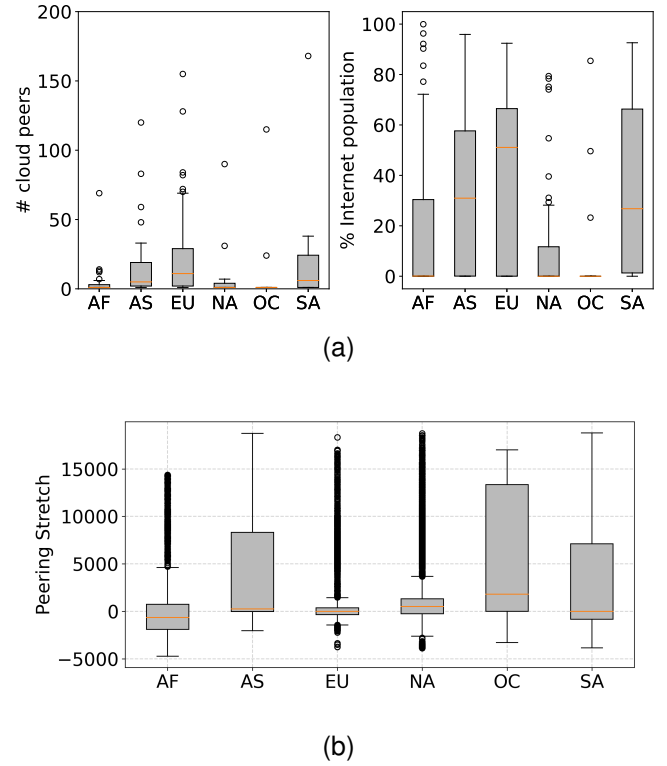 # cloud peers
200
150
100
50
0
AF AS EU NA OC SA
% Internet population
100
80
60
40
20
0
AF AS EU NA OC SA
(a)
Peering Stretch
15000
10000
5000
0
−5000
AF AS EU NA OC SA
(b)